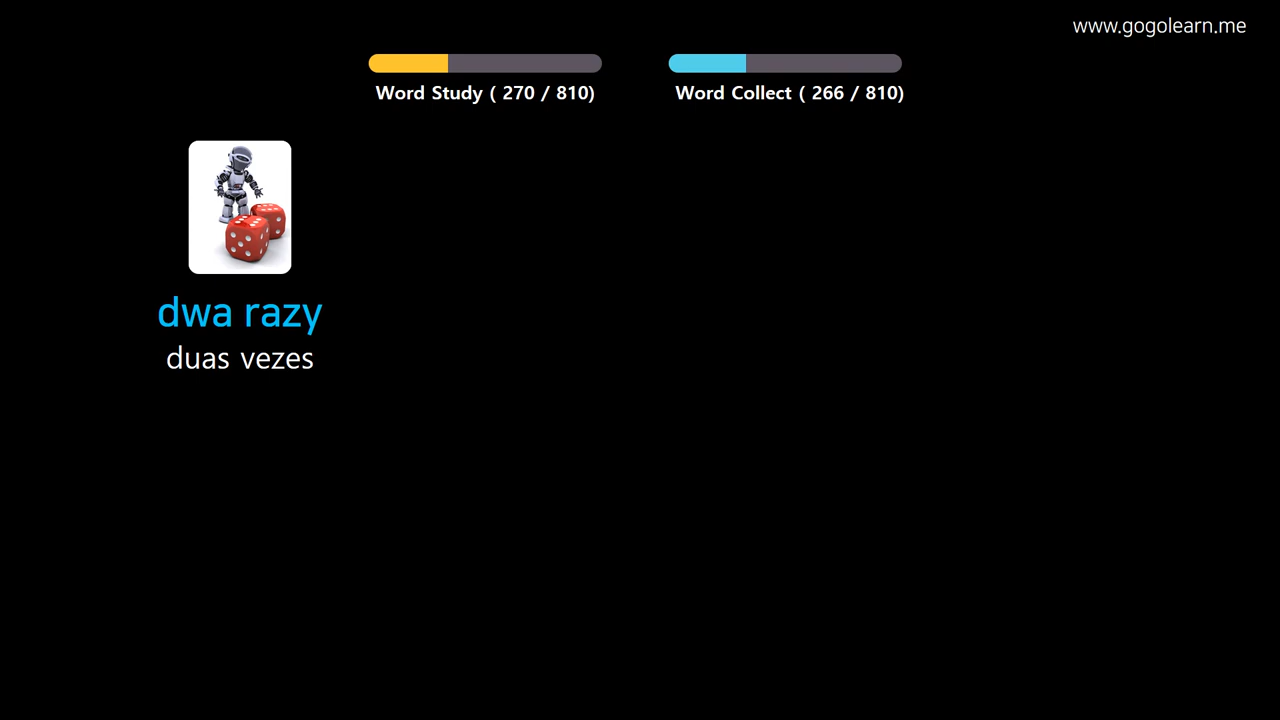 www.gogolearn.me
Word Study ( 270 / 810)
Word Collect ( 266 / 810)
dwa razy
duas vezes